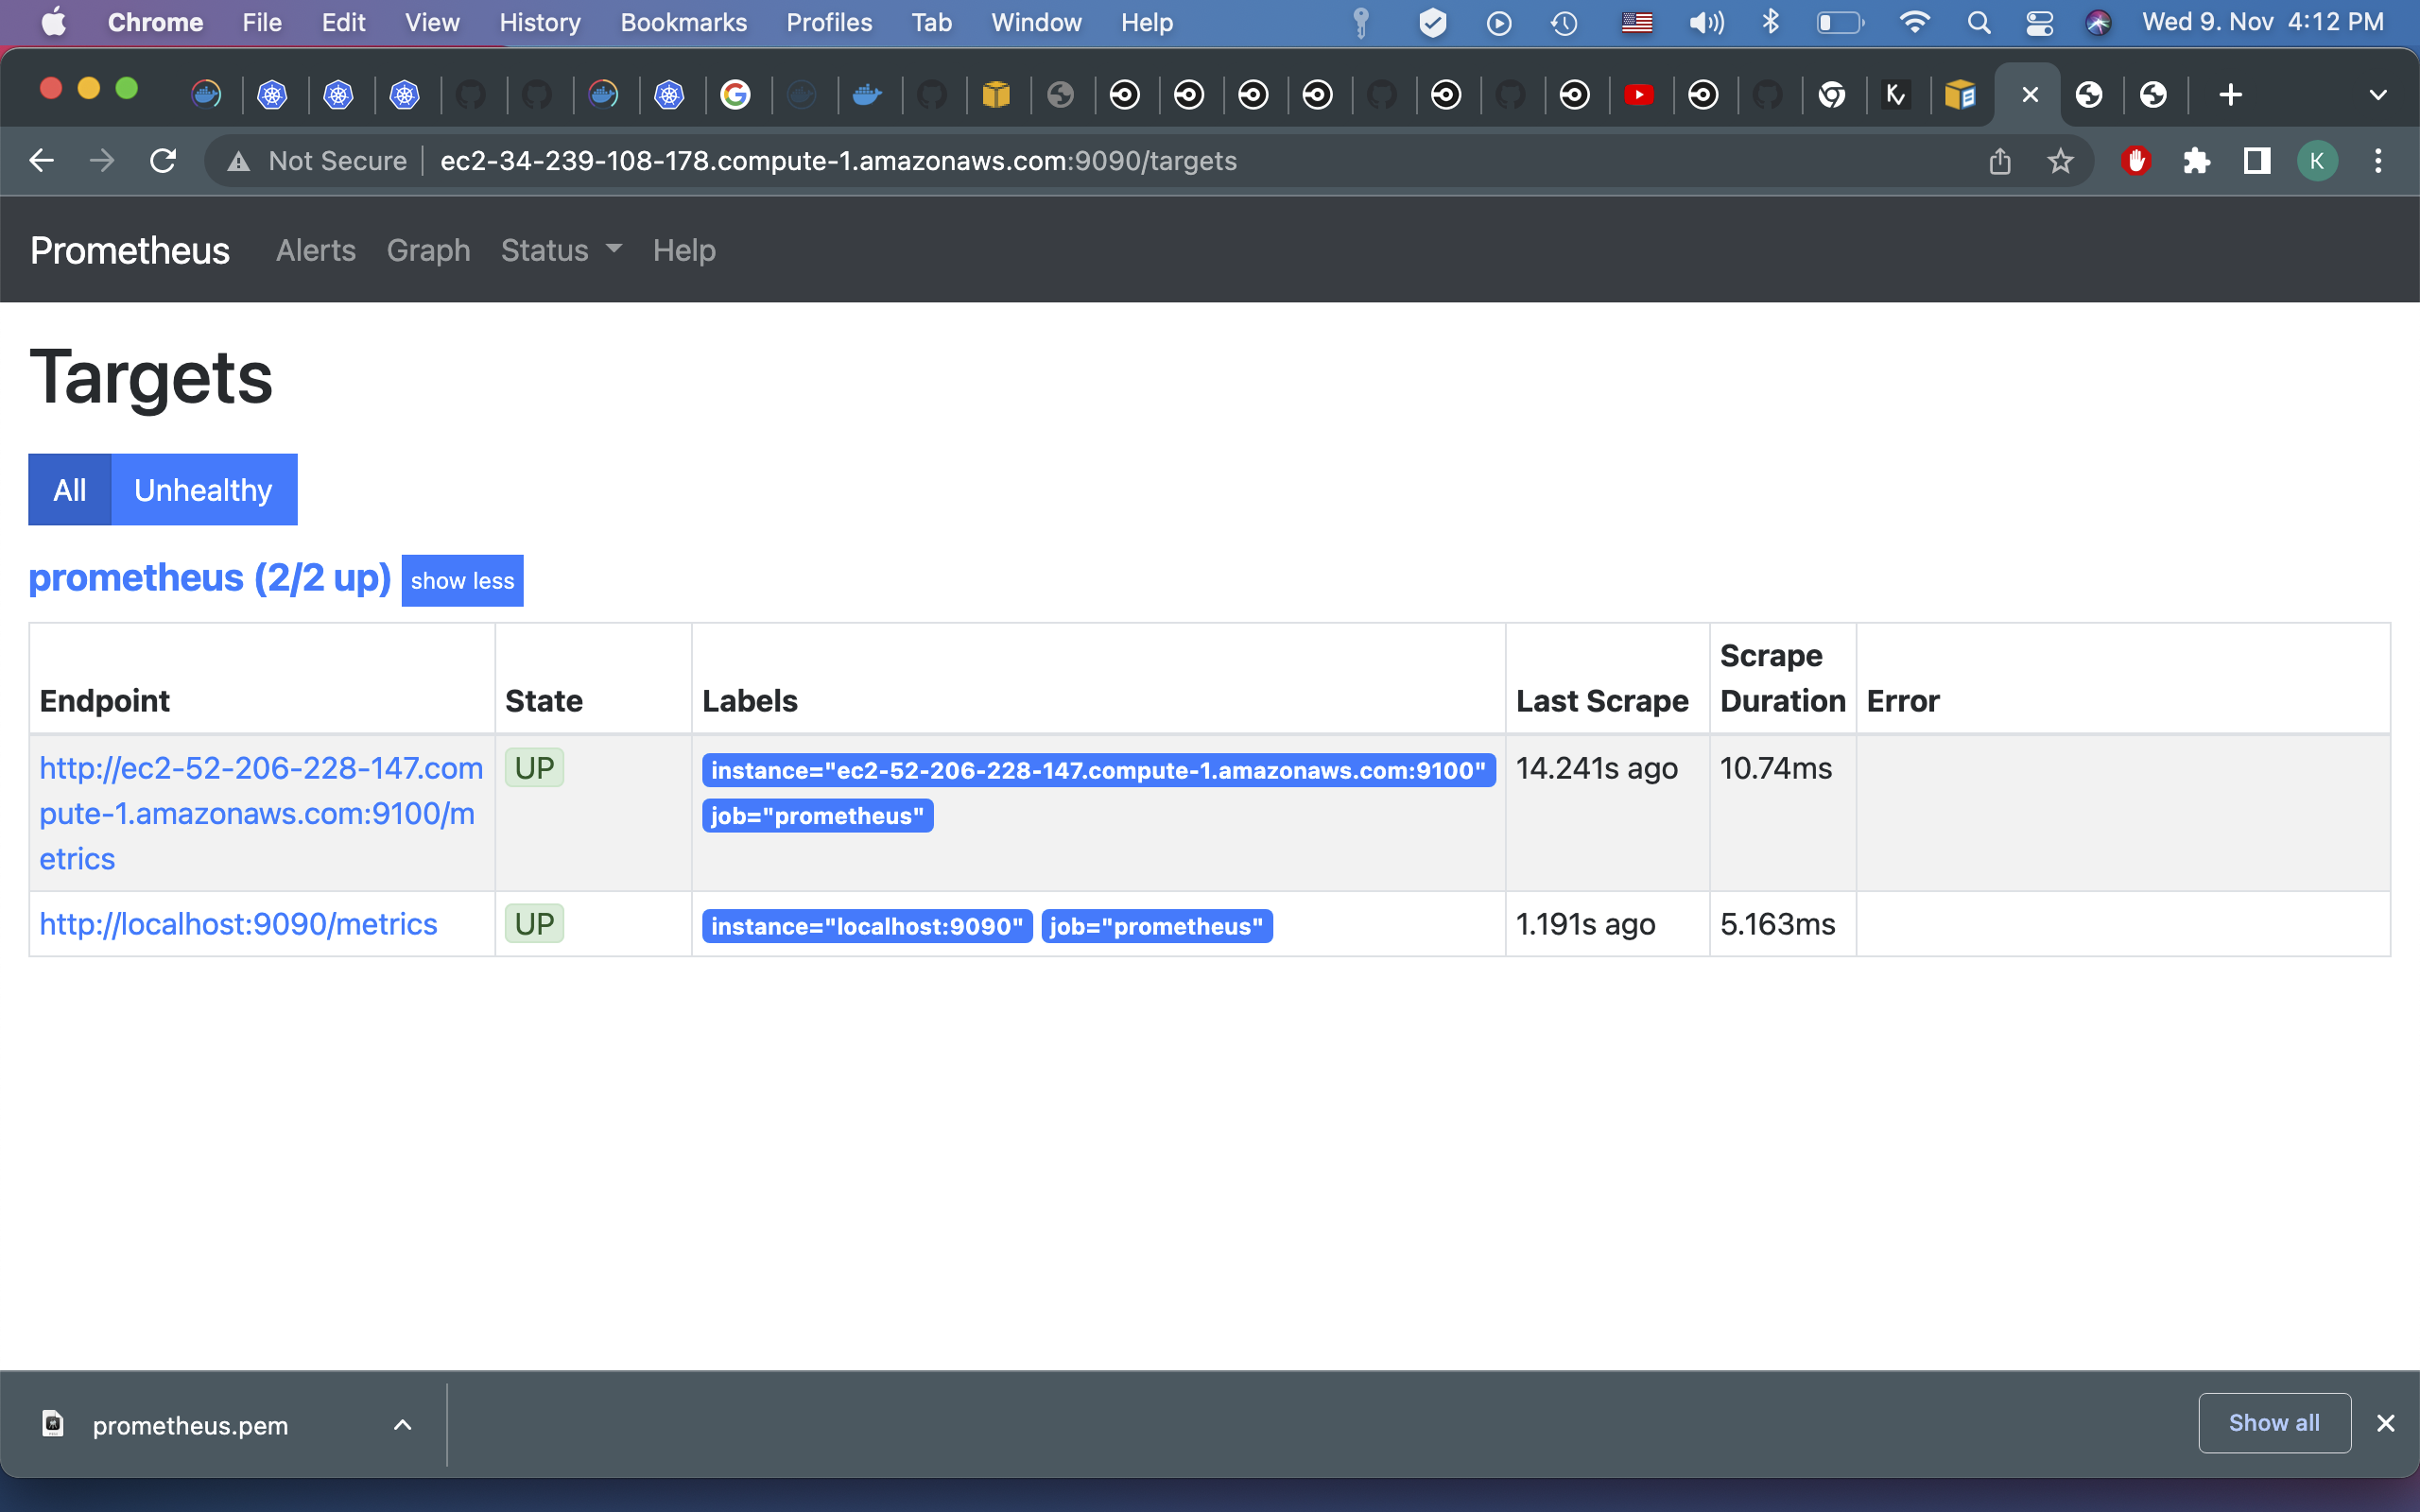 Chrome File Edit View History Bookmarks Profiles Tab Window Help Wed 9. Nov 4:12 PM
Not Secure ec2-34-239-108-178.compute-1.amazonaws.com:9090/targets K
Prometheus Alerts Graph Status Help
Targets
All Unhealthy
prometheus (2/2 up) show less
Scrape
Endpoint State Labels Last Scrape Duration Error
http://ec2-52-206-228-147.com UP instance="ec2-52-206-228-147.compute-1.amazonaws.com:9100" 14.241s ago 10.74ms
pute-1.amazonaws.com:9100/m job="prometheus"
etrics
http://localhost:9090/metrics UP instance="localhost:9090" job="prometheus" 1.191s ago 5.163ms
prometheus.pem Show all